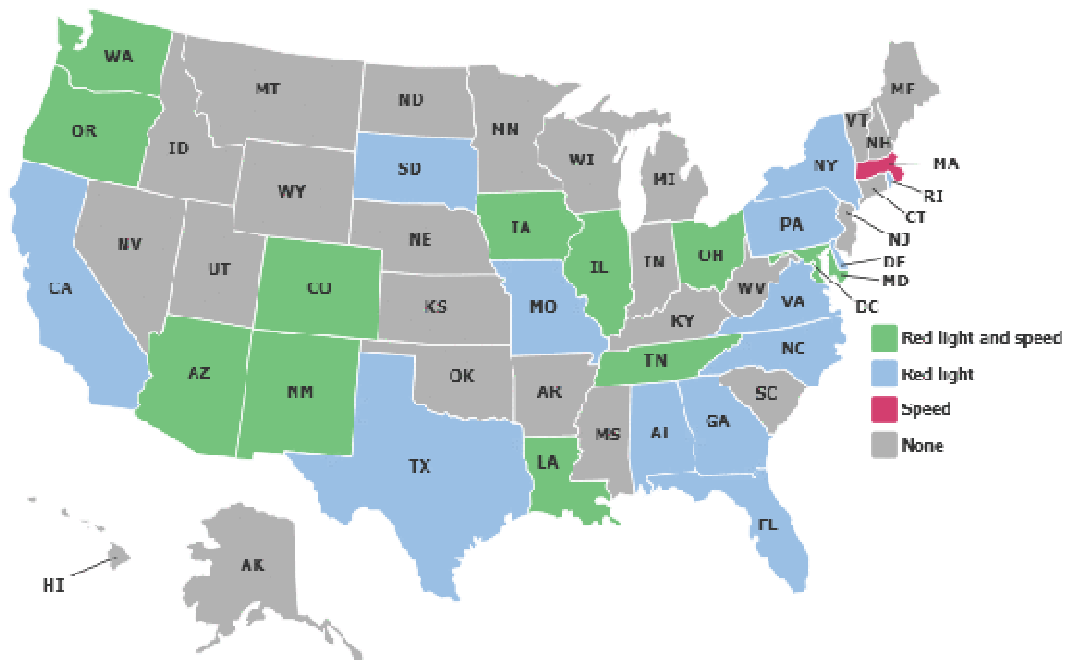 WA
MT
ND
MN
ME
VT
NH
OR
ID
SD
WI
NY
MA
MI
RI
WY
CT
IA
PA
NV
NE
NJ
UT
IL
IN
OH
DE
MD
CA
CO
KS
MO
WV
VA
DC
KY
Red light and speed
NC
TN
Red light
AZ
NM
OK
AR
SC
Speed
MS
AL
GA
None
TX
LA
FL
AK
HI